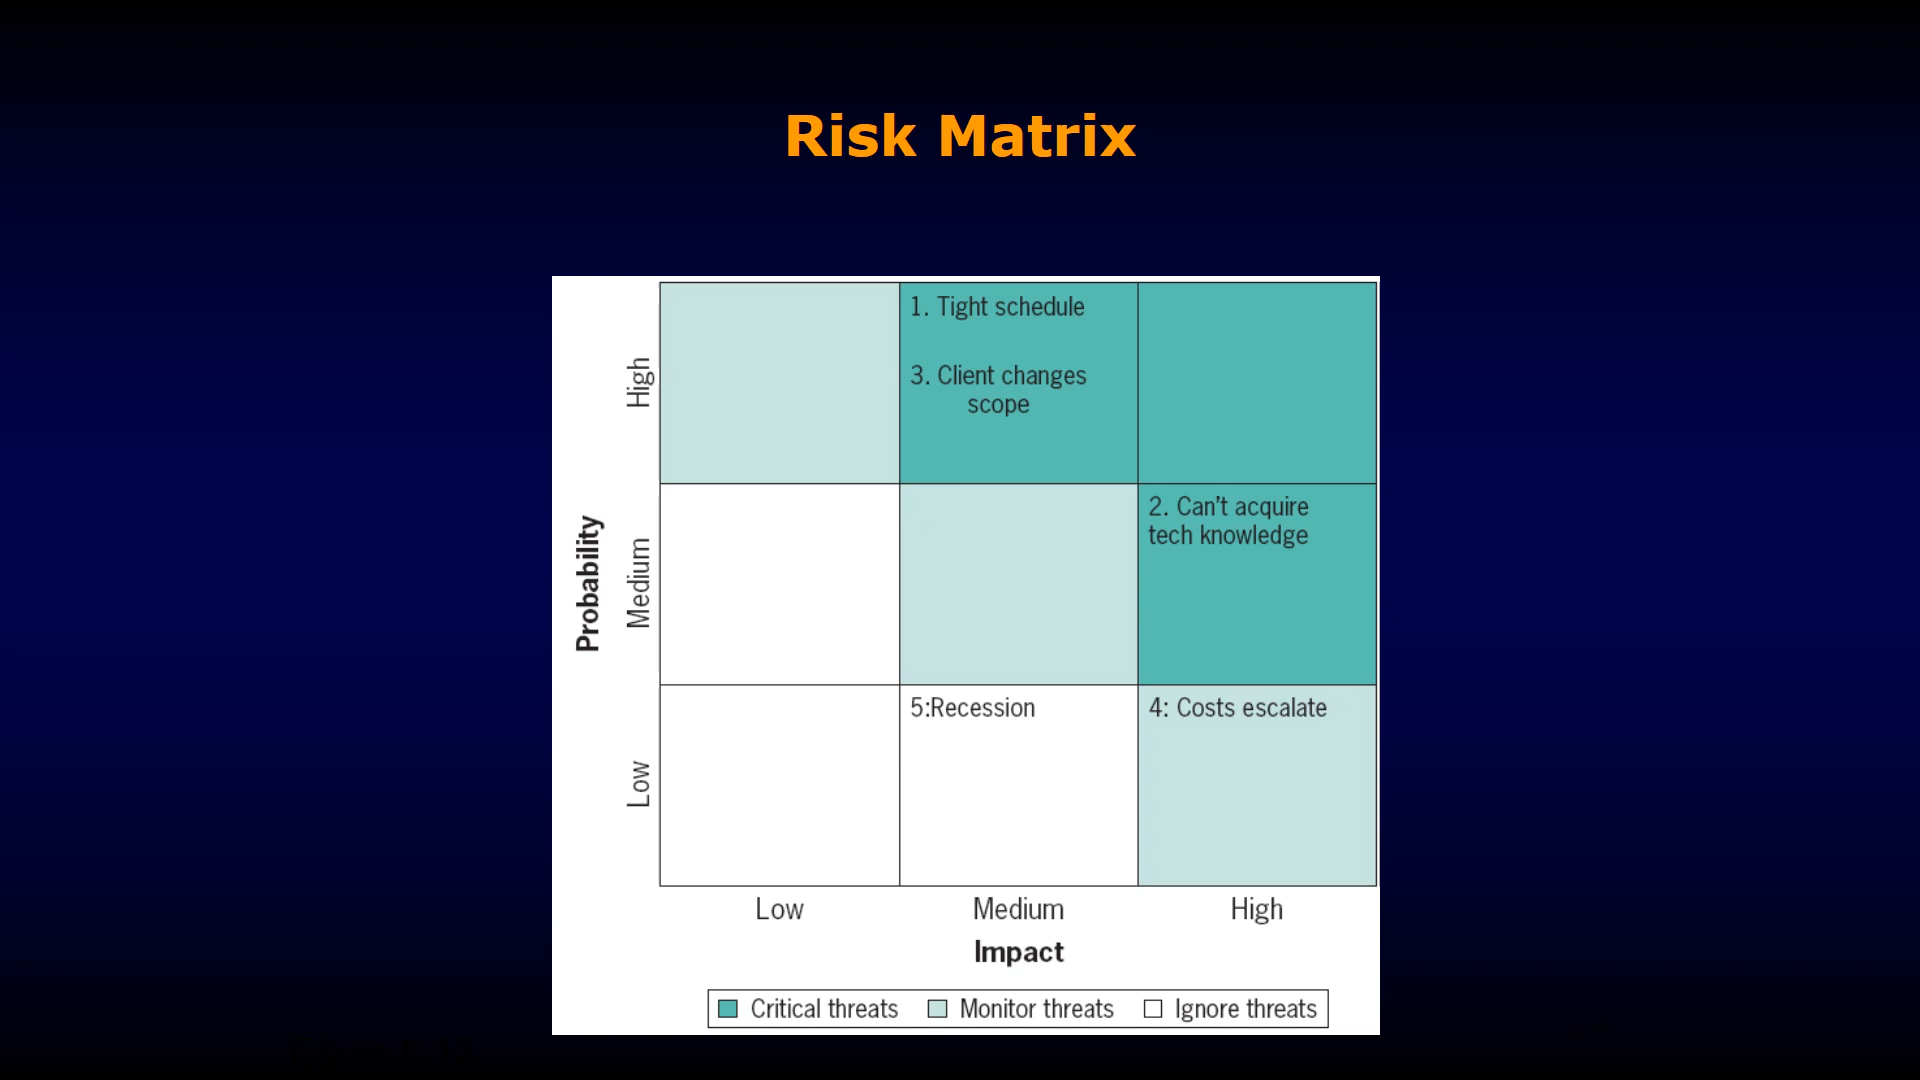 Risk Matrix
1. Tight schedule
3. Client changes
scope
High
2. Can't acquire
tech knowledge
Probability
Medium
5:Recession
4: Costs escalate
Low
Low
Medium
High
Impact
Critical threats
Monitor threats
Ignore threats